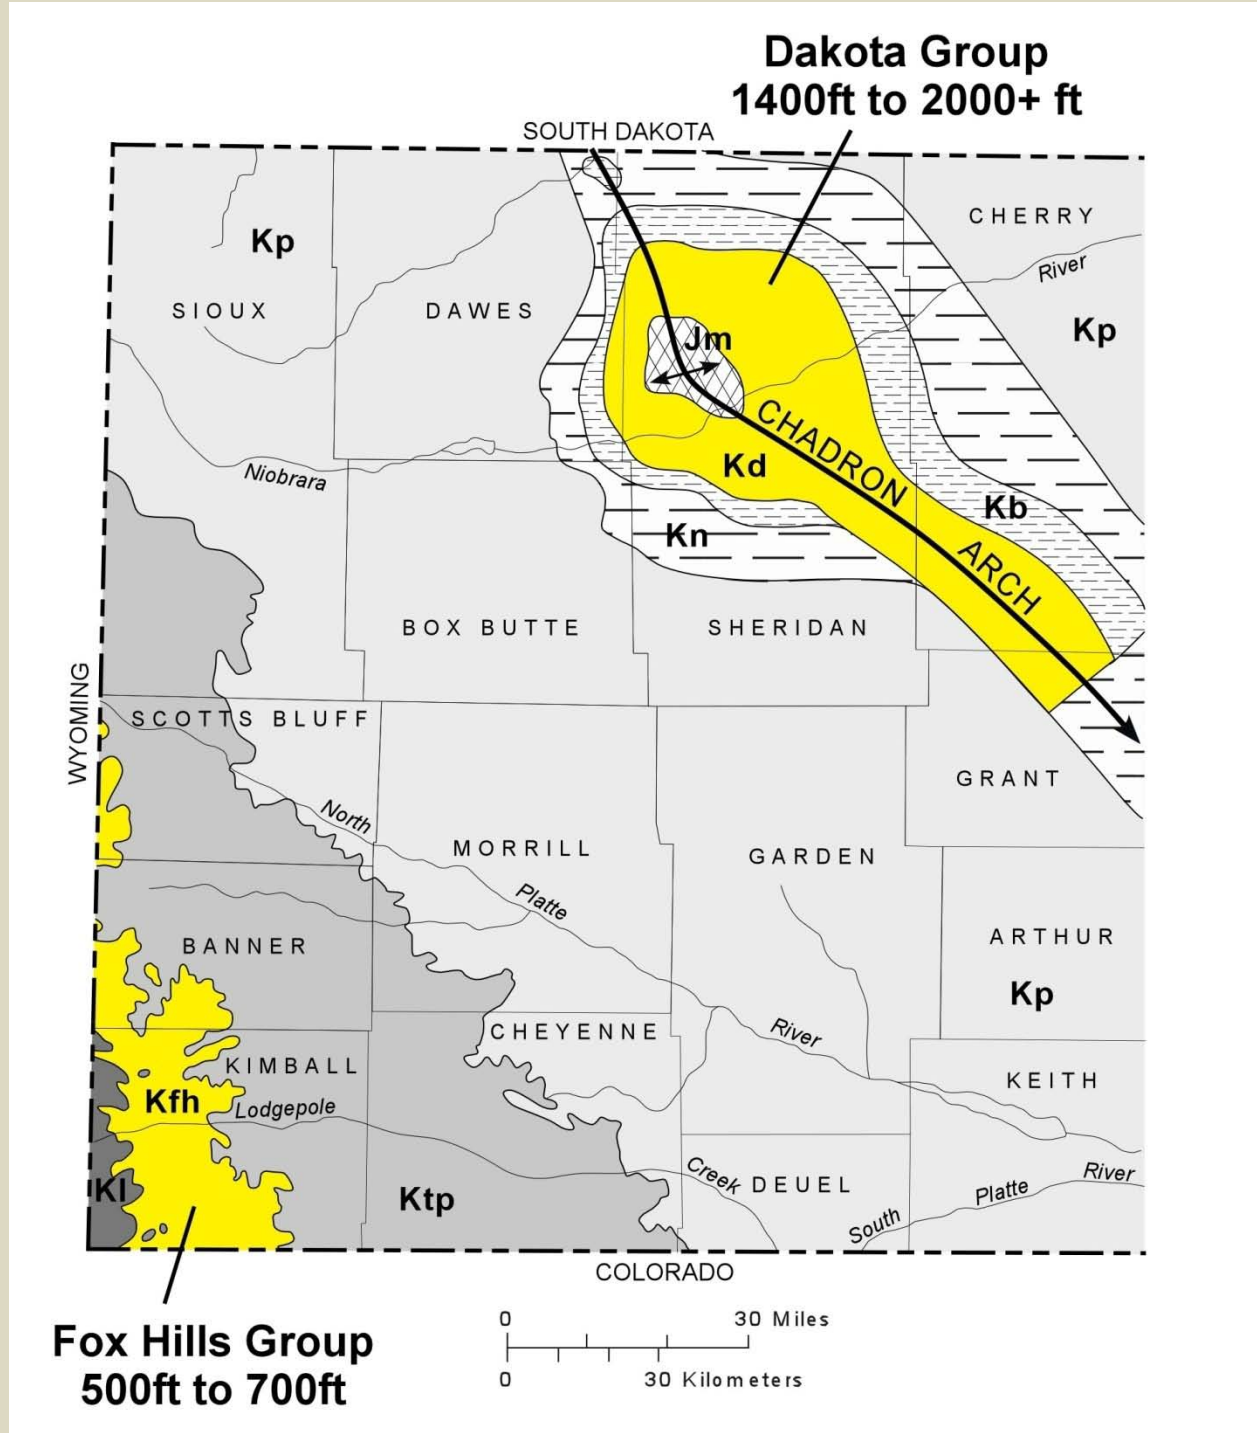 Dakota Group
1400ft to 2000+ ft
SOUTH DAKOTA
CHERRY
Kp
River
SIOUX
DAWES
Kp
Jm
CHADRON
Kd
Niobrara
Kb
Kn
ARCH
BOX BUTTE
SHERIDAN
WYOMING
SCOTTS BLUFF
GRANT
North
MORRILL
GARDEN
Platte
BANNER
ARTHUR
Kp
CHEYENNE
River
KIMBALL
KEITH
Kfh
Lodgepole
Creek
River
Kl
DEUEL
Platte
Ktp
South
COLORADO
0 30 Miles
0 30 Kilometers
Fox Hills Group
500ft to 700ft